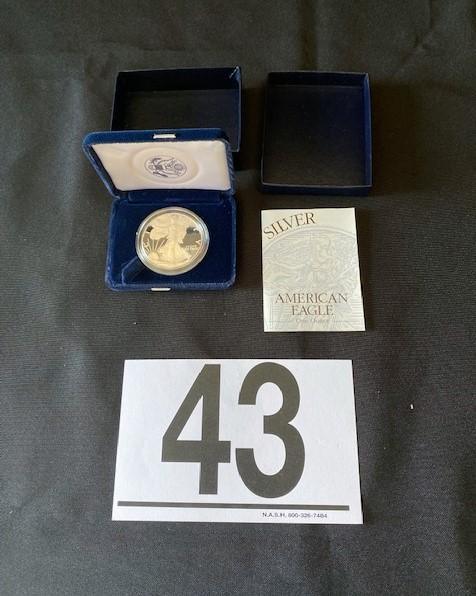 SILVER
AMERICAN
EAGLE
One Ounce
43
N.A.S.H. 800-326-7484